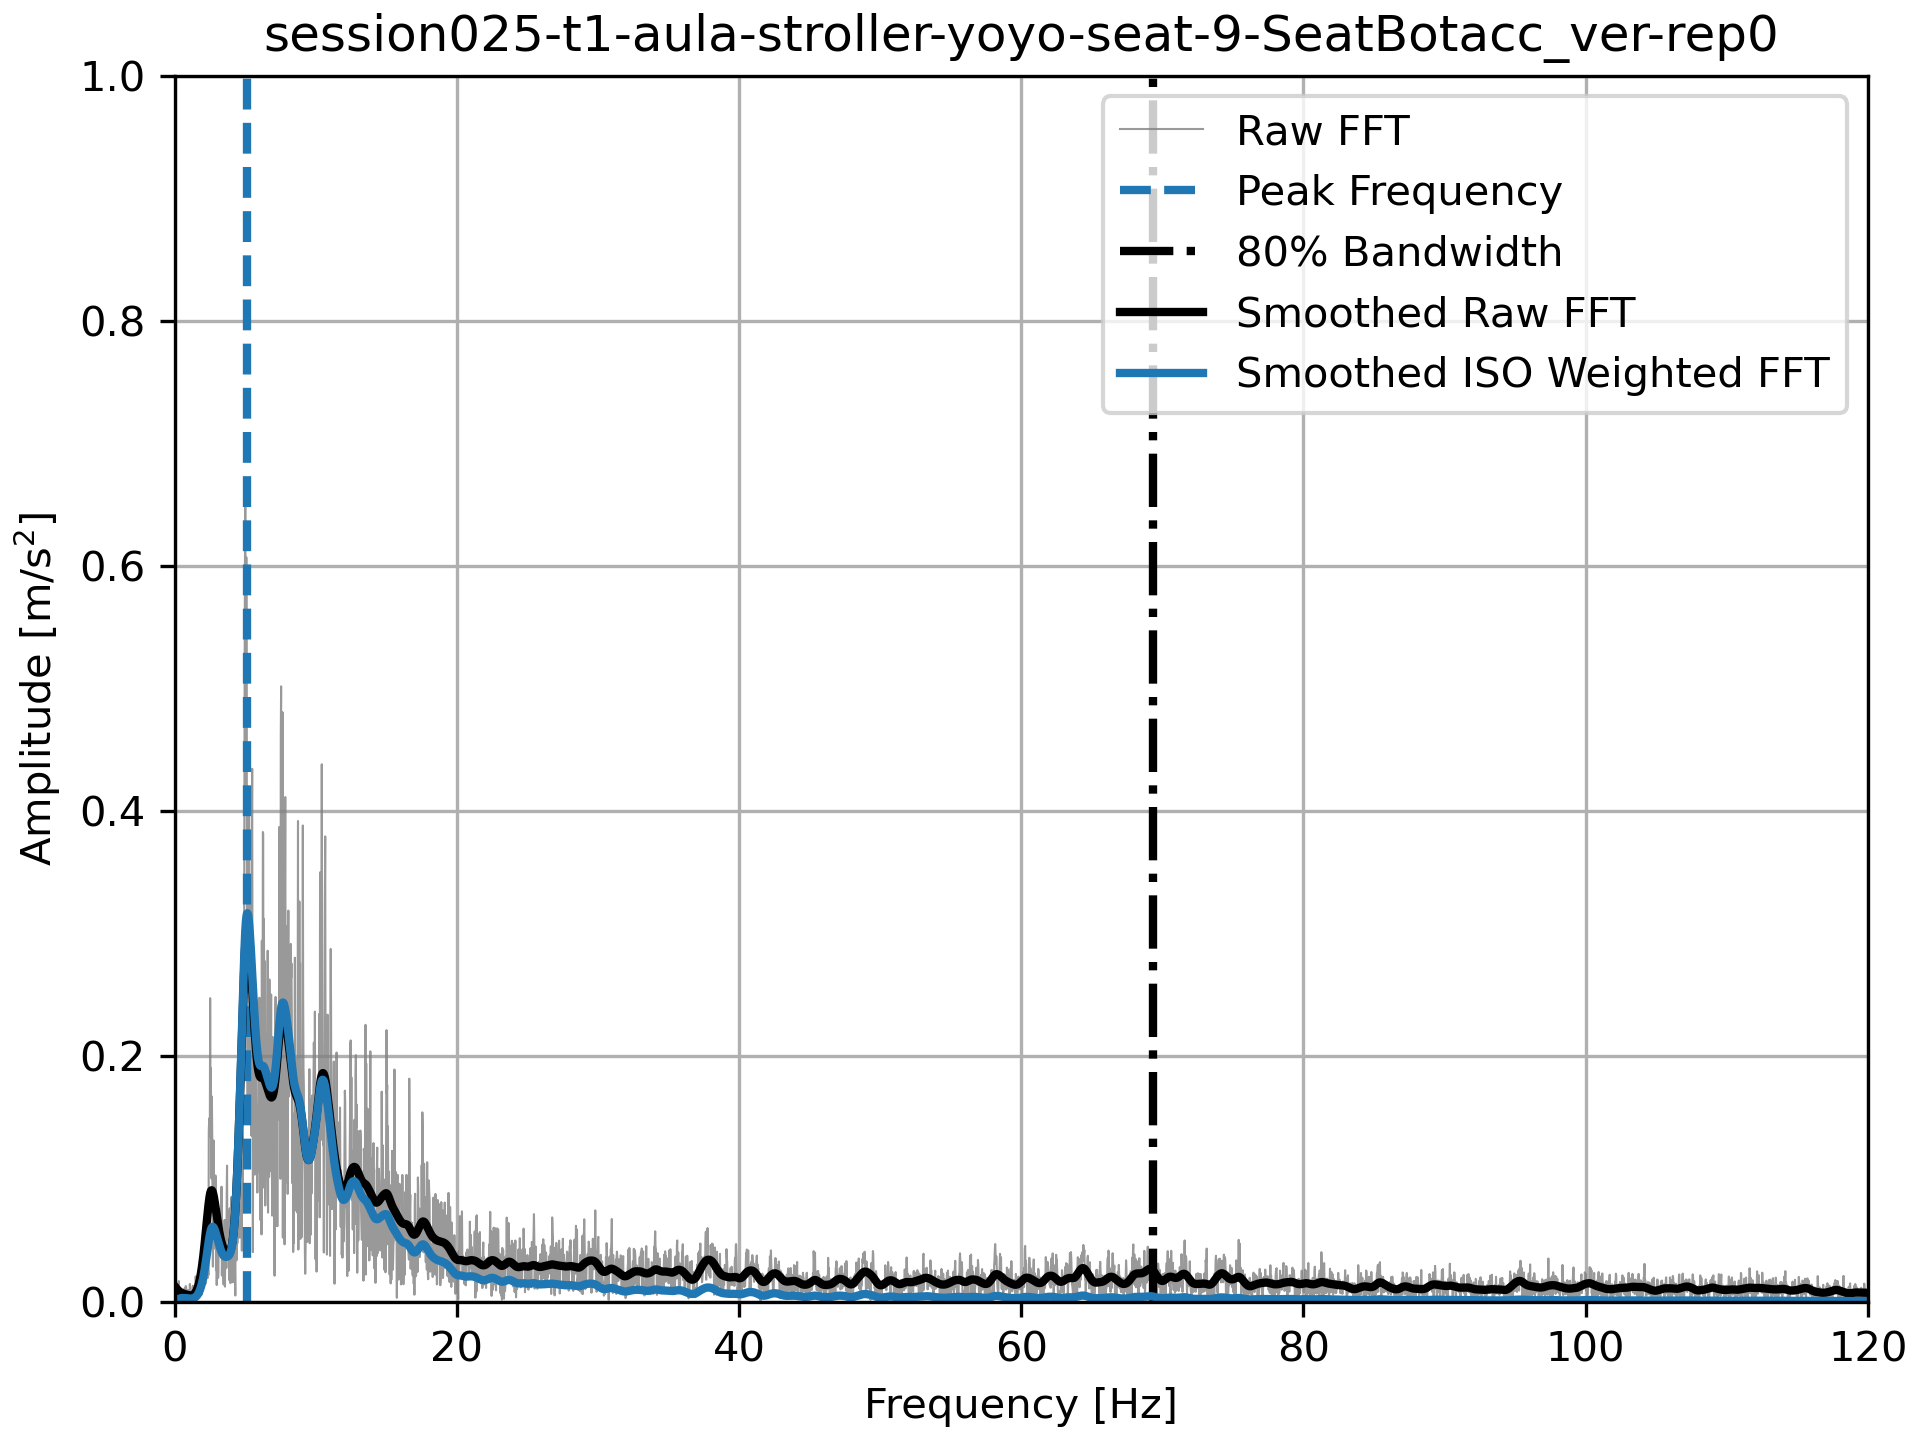 session025-t1-aula-stroller-yoyo-seat-9-SeatBotacc_ver-rep0
1.0
0.8
0.6
0.4
0.2
0.0
Amplitude [m/s²]
Raw FFT
Peak Frequency
80% Bandwidth
Smoothed Raw FFT
Smoothed ISO Weighted FFT
0 20 40 60 80 100 120
Frequency [Hz]